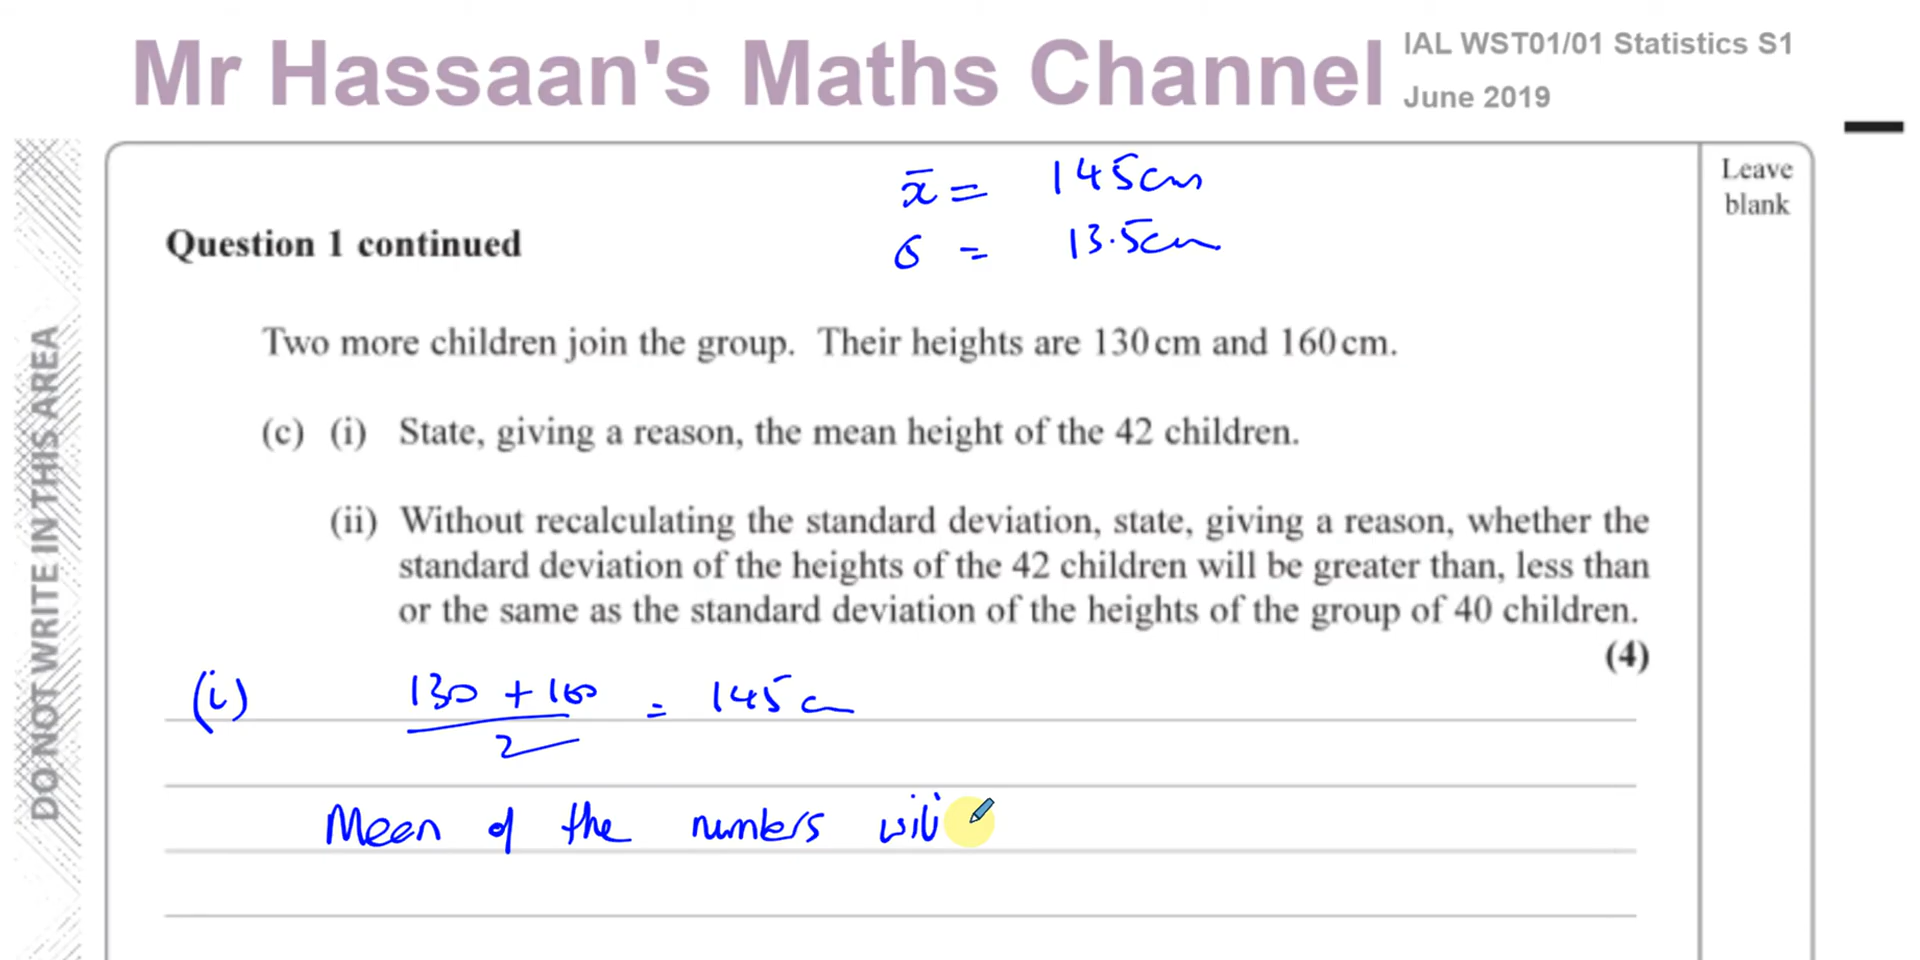 Mr Hassaan's Maths Channel
IAL WST01/01 Statistics S1
June 2019
Leave
blank
x̄ = 145cm
σ = 13.5cm
Question 1 continued
Two more children join the group. Their heights are 130 cm and 160 cm.
(c) (i) State, giving a reason, the mean height of the 42 children.
(ii) Without recalculating the standard deviation, state, giving a reason, whether the
standard deviation of the heights of the 42 children will be greater than, less than
or the same as the standard deviation of the heights of the group of 40 children.
(4)
(i) 130 + 160 = 145cm
2
Mean of the numbers will
DO NOT WRITE IN THIS AREA